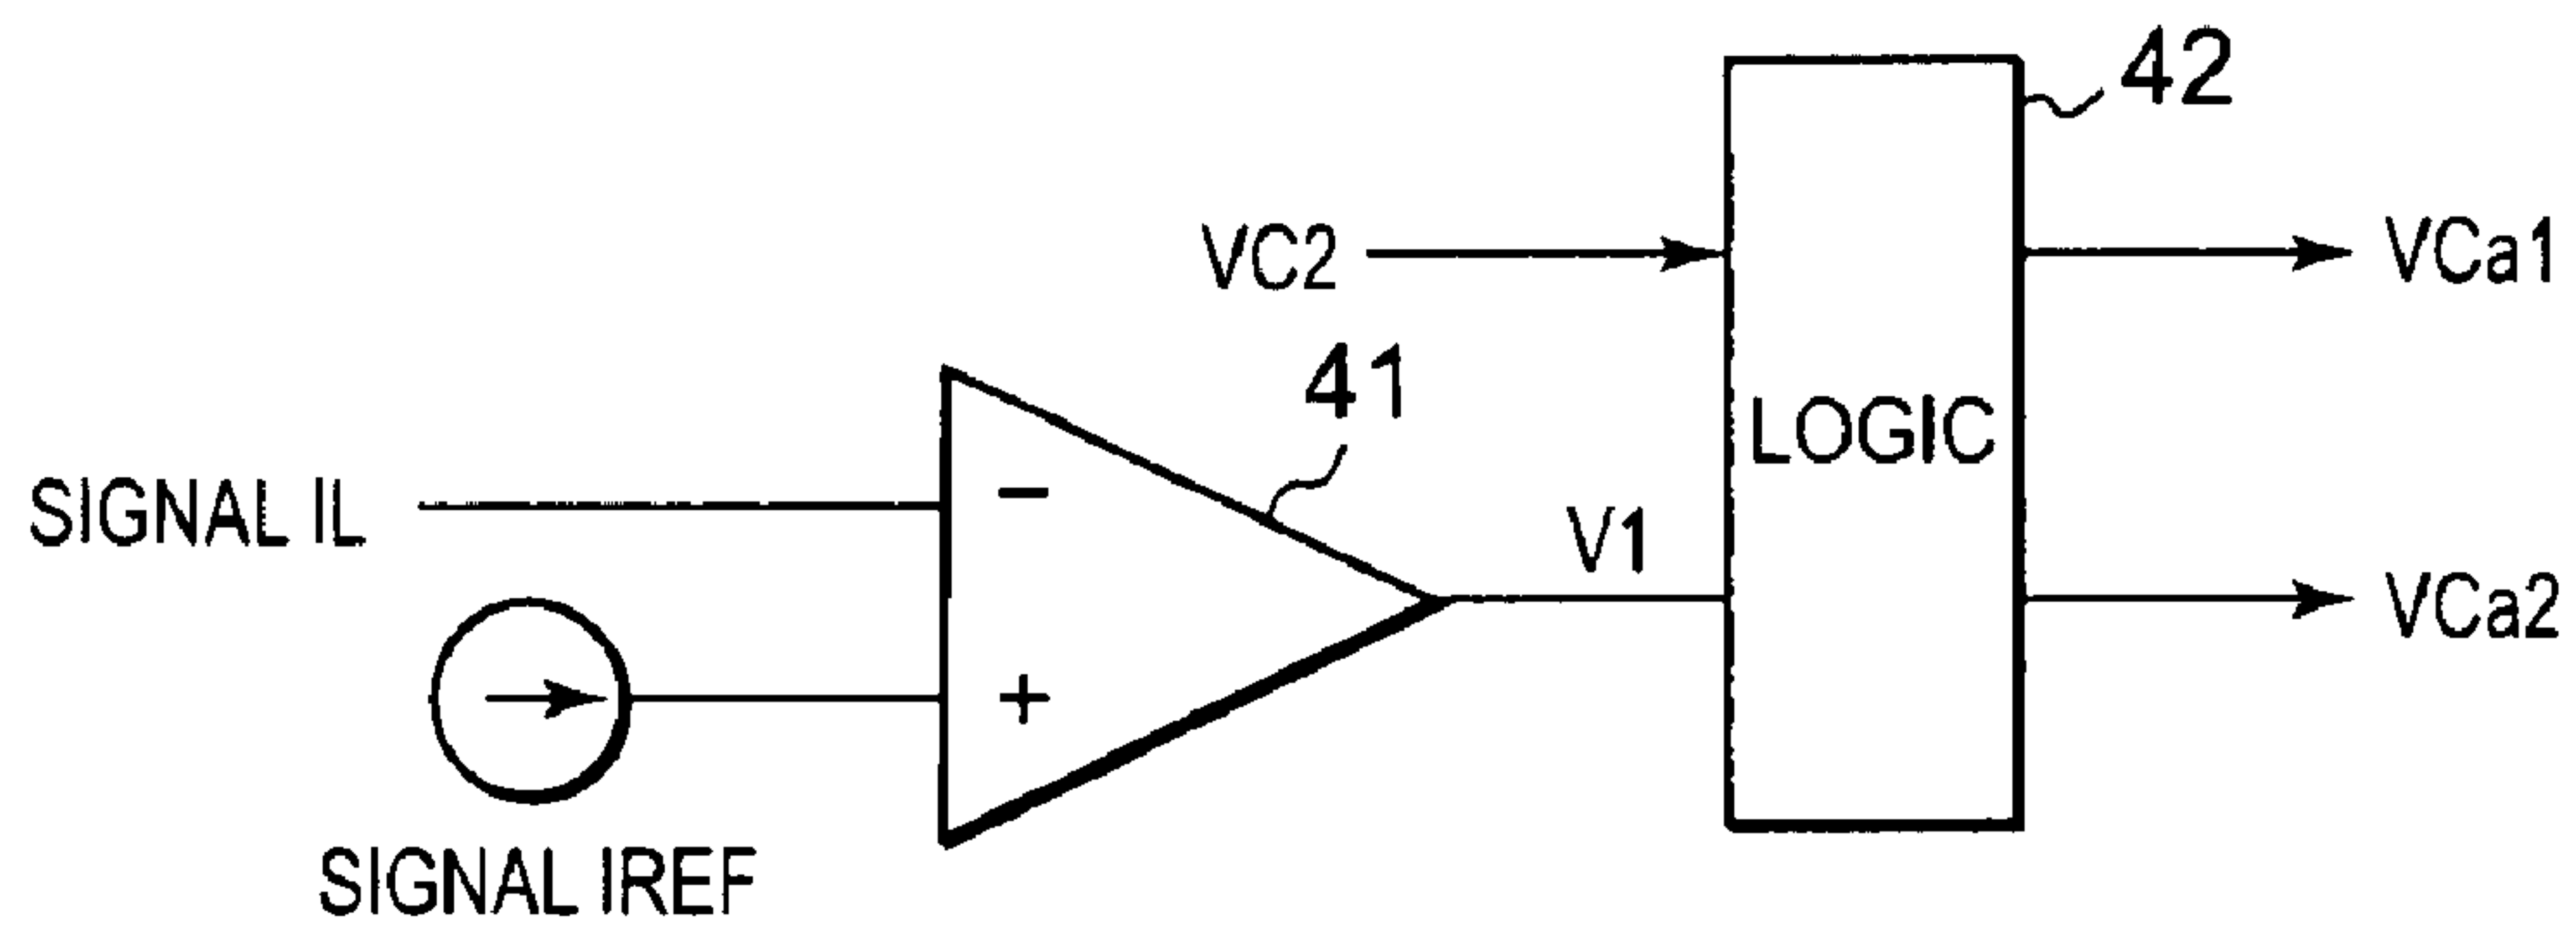 42
VC2
VCa1
41
LOGIC
SIGNAL IL
−
V1
VCa2
+
SIGNAL IREF